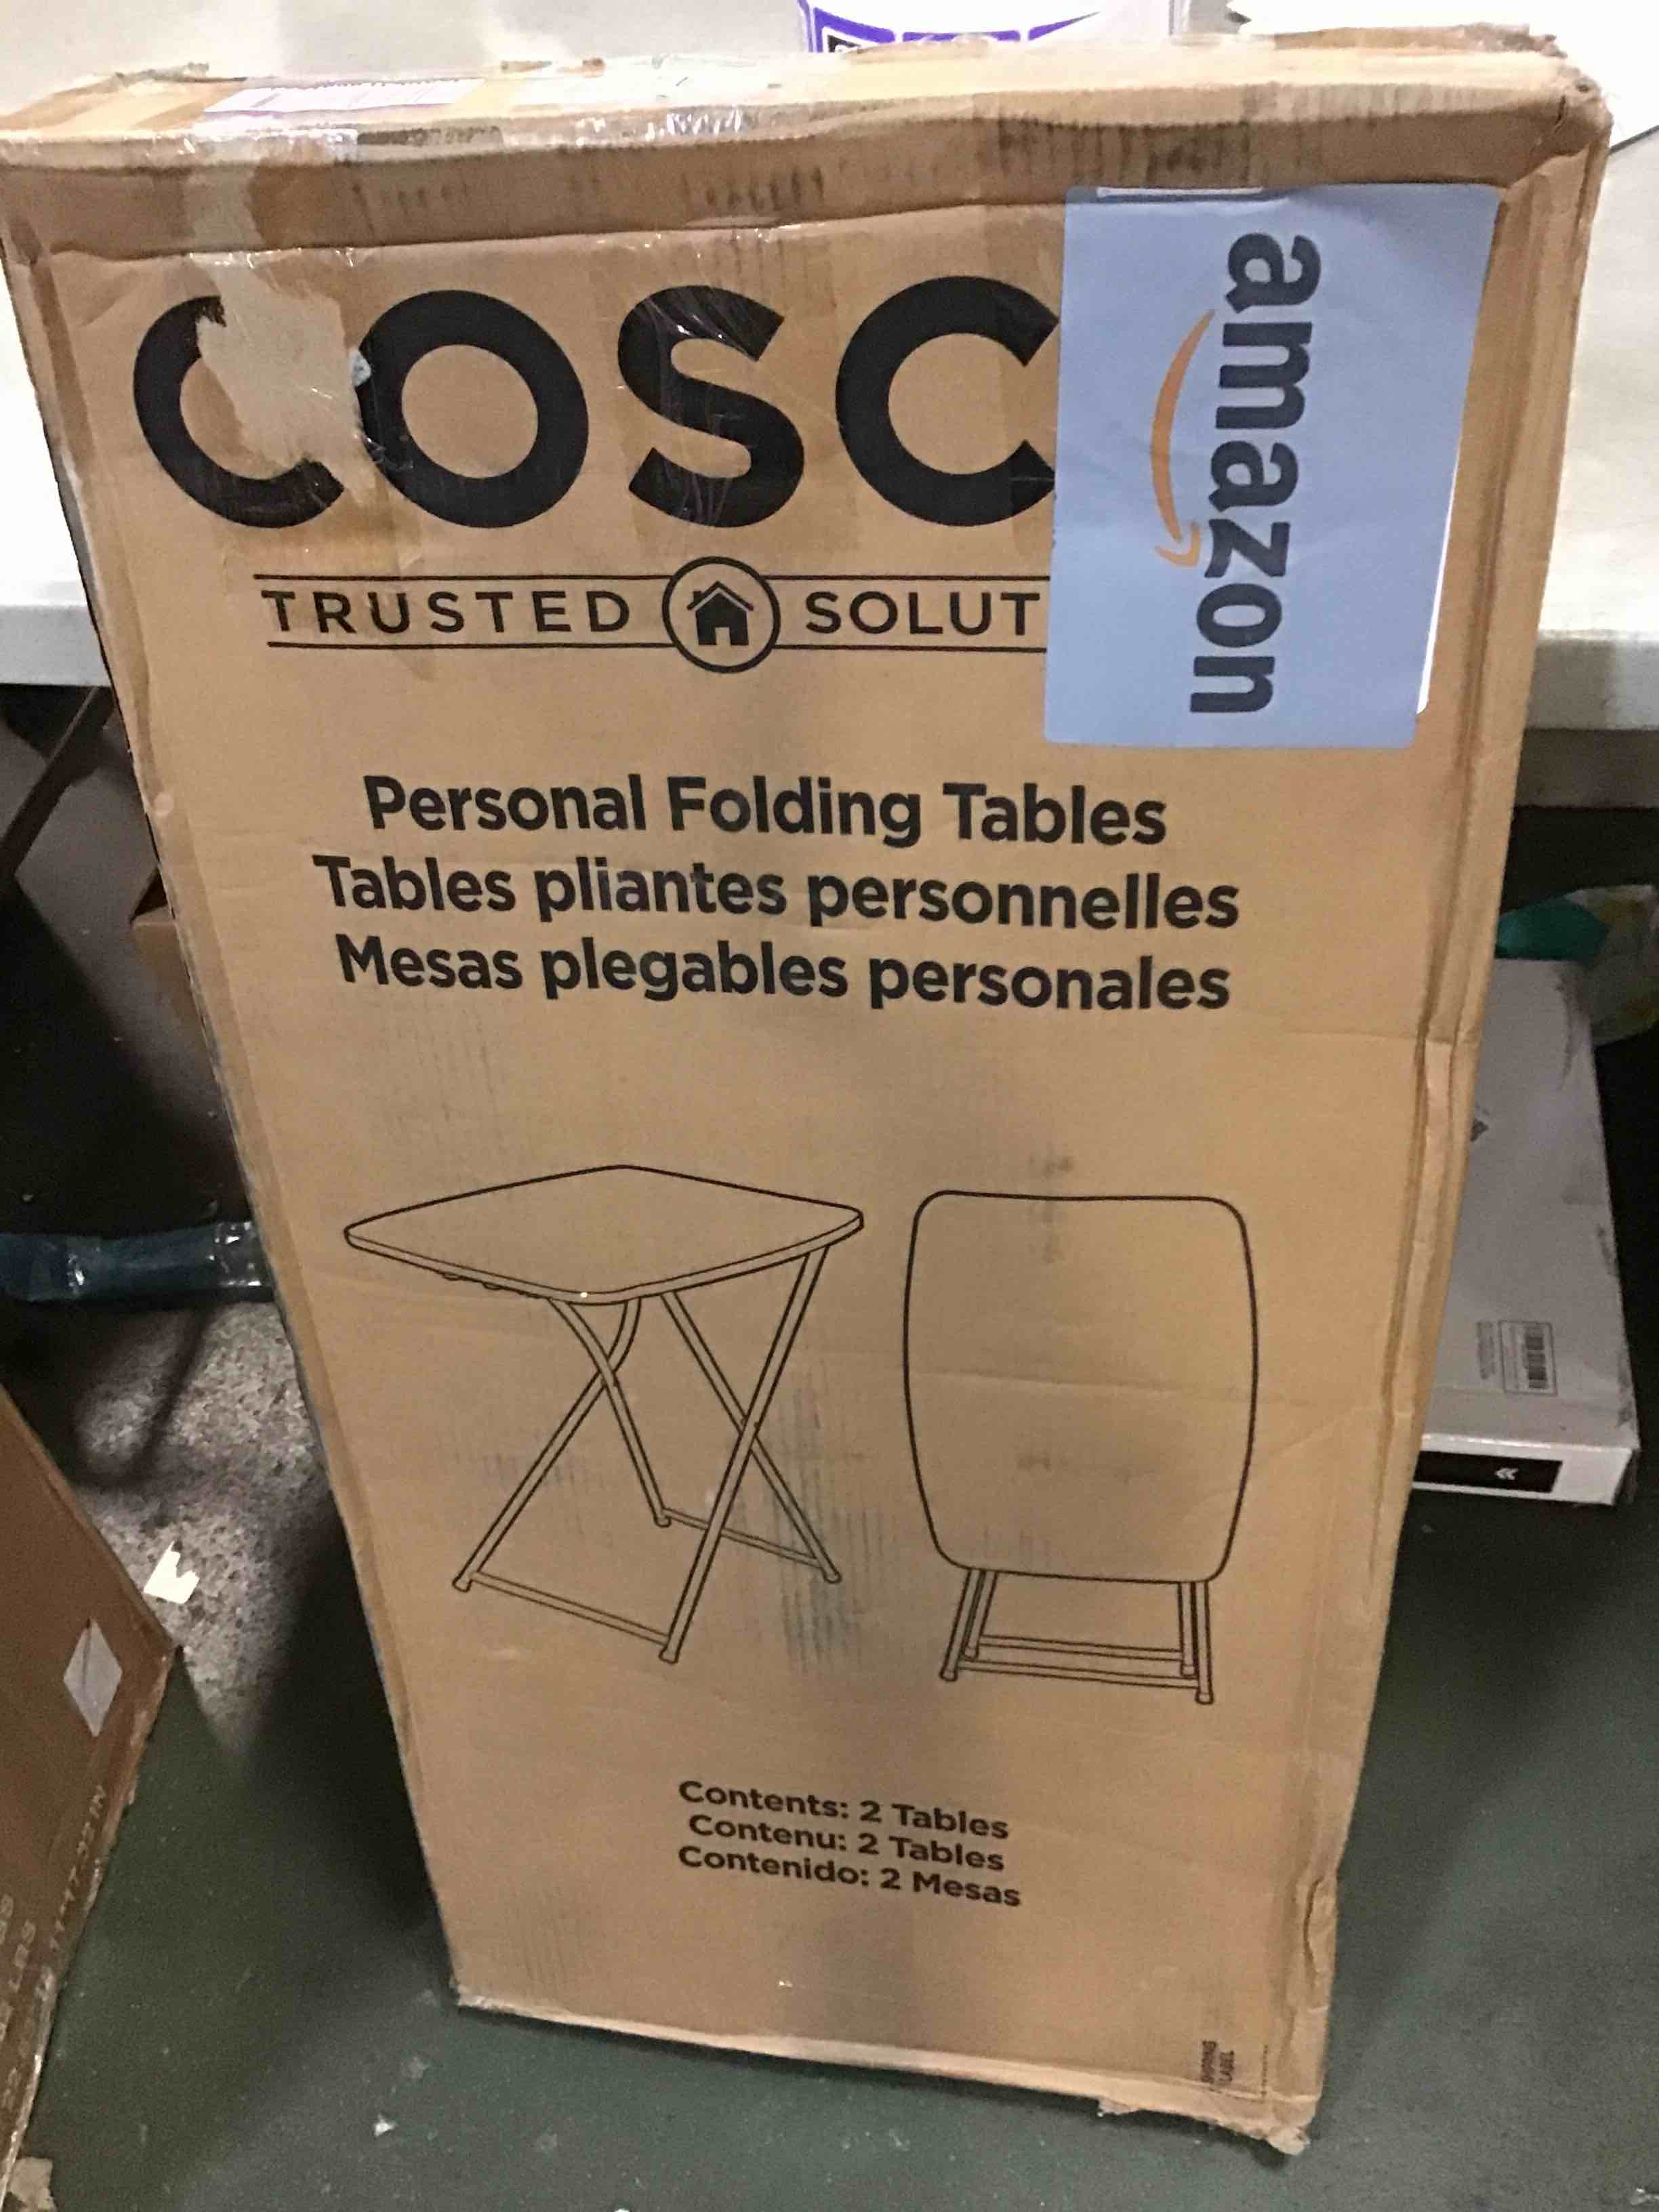 COSC
amazon
TRUSTED SOLUT
Personal Folding Tables
Tables pliantes personnelles
Mesas plegables personales
Contents: 2 Tables
Contenu: 2 Tables
Contenido: 2 Mesas
LABEL